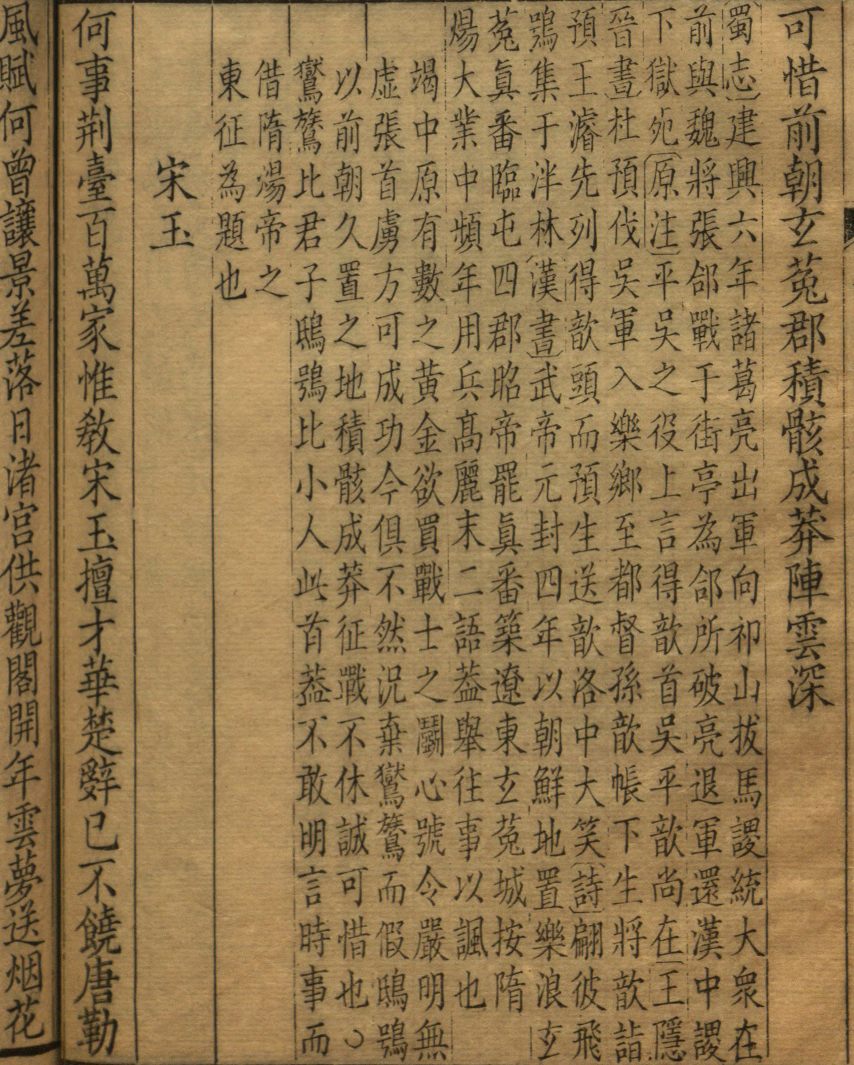 可惜前朝玄菟郡積骸成莽陣雲深
蜀志建興六年諸葛亮出軍向祁山拔馬謖統大衆在
前與魏將張郃戰于街亭為郃所破亮退軍還漢中謖
下獄死原注平吳之役上言得歆首吳平歆尚在王隱
晉書杜預伐吳軍入樂鄉至都督孫歆帳下生將歆詣
預王濬先列得歆頭而預生送歆洛中大笑詩翩彼飛
鴞集于泮林漢書武帝元封四年以朝鮮地置樂浪玄
菟真番臨屯四郡昭帝罷真番築遼東玄菟城按隋
煬大業中頻年用兵高麗末二語葢舉往事以諷也
竭中原有數之黃金欲買戰士之鬬心號令嚴明無
虛張首虜方可成功今俱不然況棄鸑鷟而假鴟鴞
以前朝久置之地積骸成莽征戰不休誠可惜也
鸑鷟比君子鴟鴞比小人此首葢不敢明言時事而
借隋煬帝之
東征為題也
宋玉
何事荆臺百萬家惟教宋玉擅才華楚辭已不饒唐勒
風賦何曾讓景差落日渚宮供觀閣開年雲夢送烟花